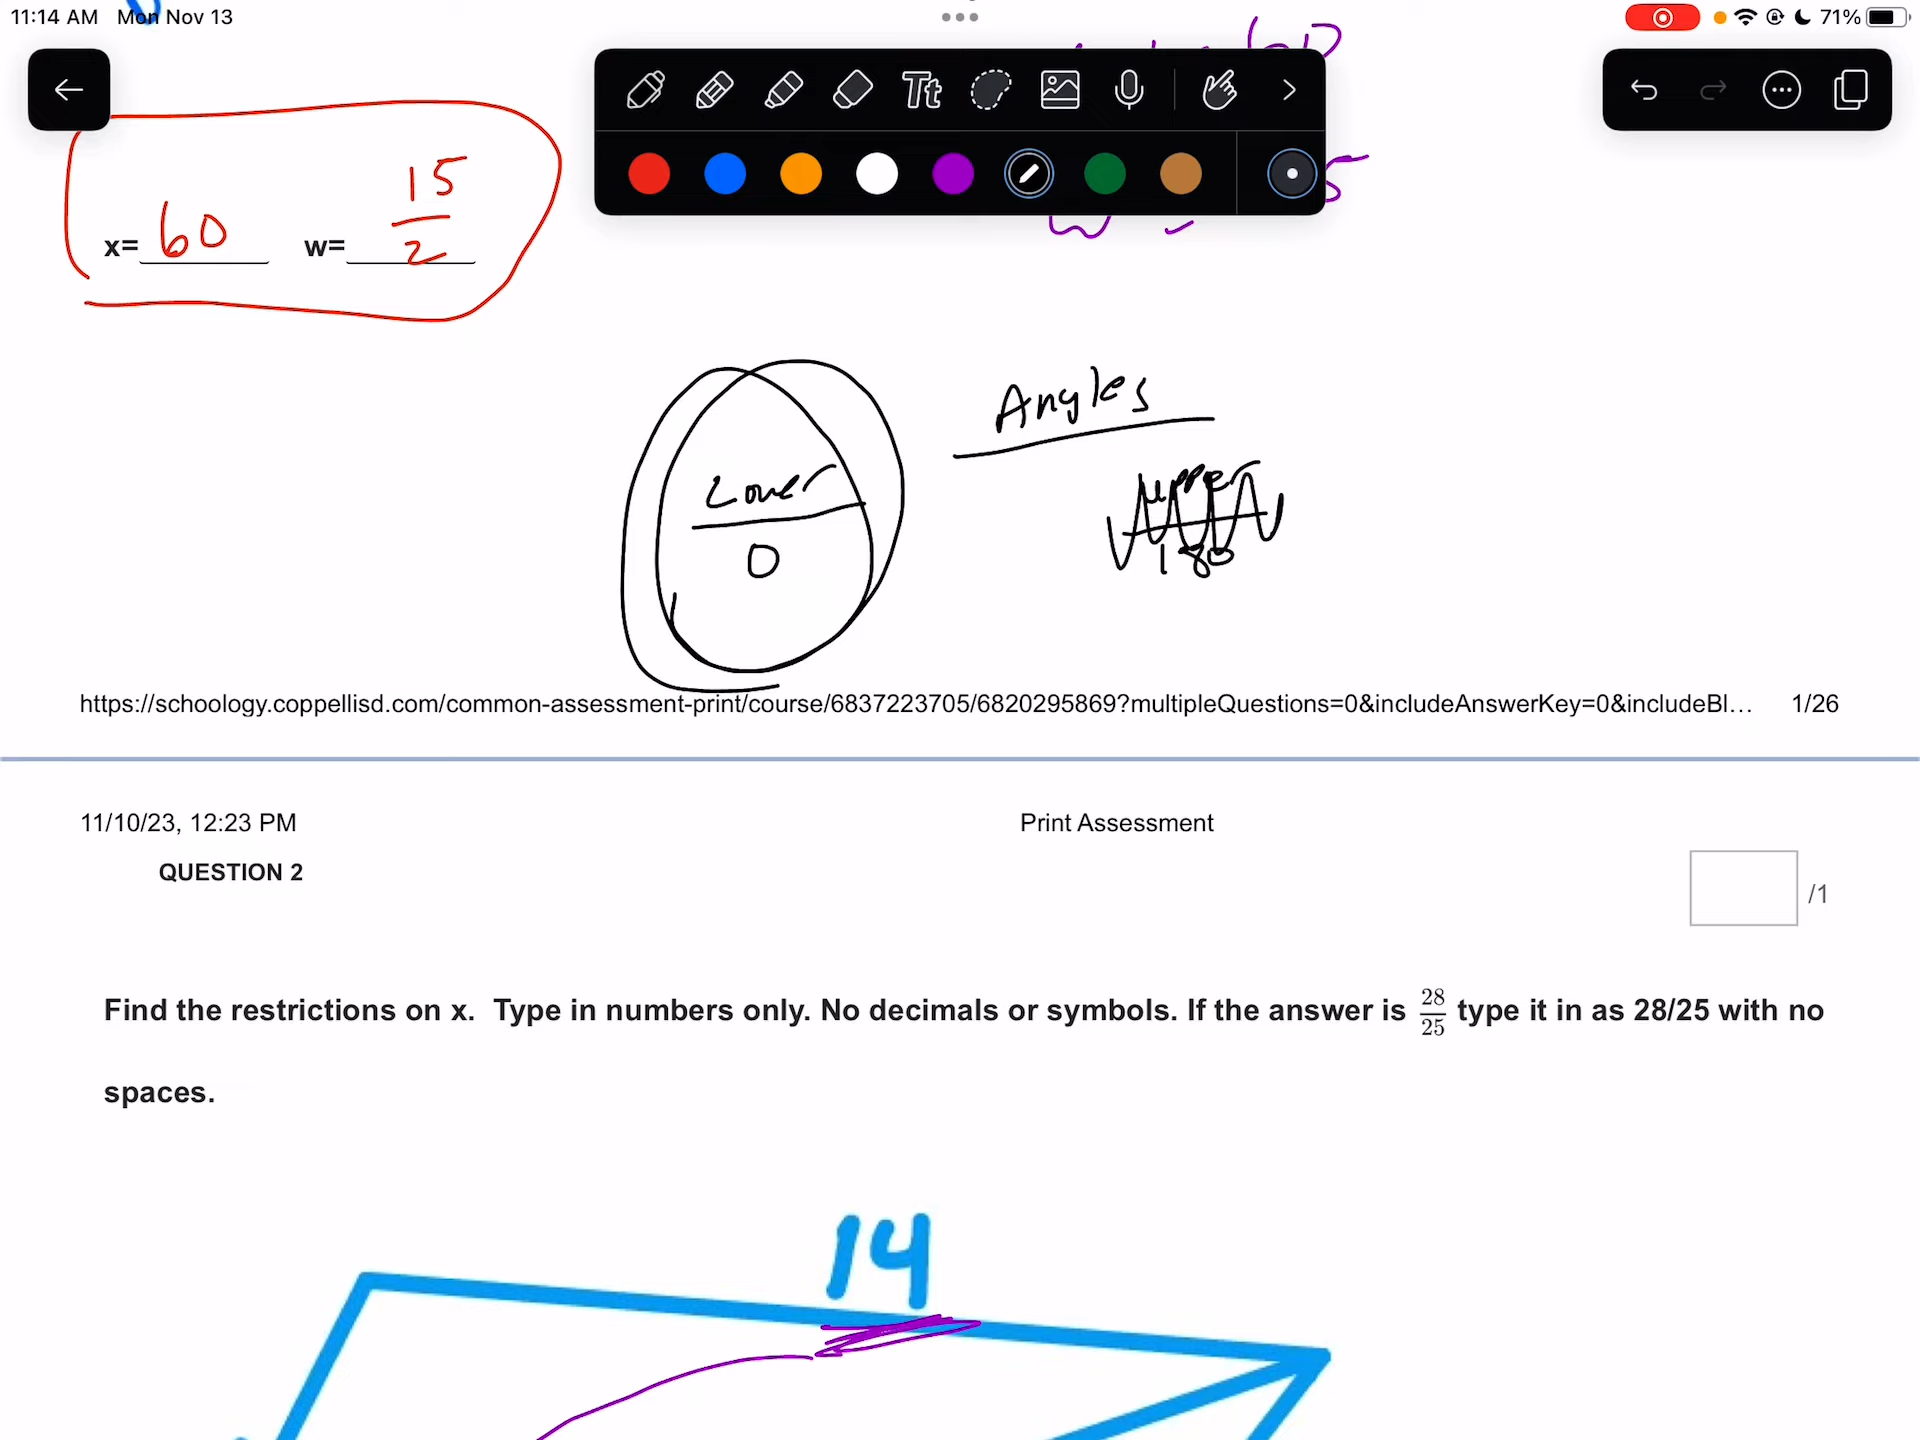 11:14 AM Mon Nov 13
71%
Tt
x= 60 w= 15
2
Angles
Lower
0
upper
180
https://schoology.coppellisd.com/common-assessment-print/course/6837223705/6820295869?multipleQuestions=0&includeAnswerKey=0&includeBl… 1/26
11/10/23, 12:23 PM Print Assessment
QUESTION 2
/1
Find the restrictions on x. Type in numbers only. No decimals or symbols. If the answer is 28/25 type it in as 28/25 with no
spaces.
14